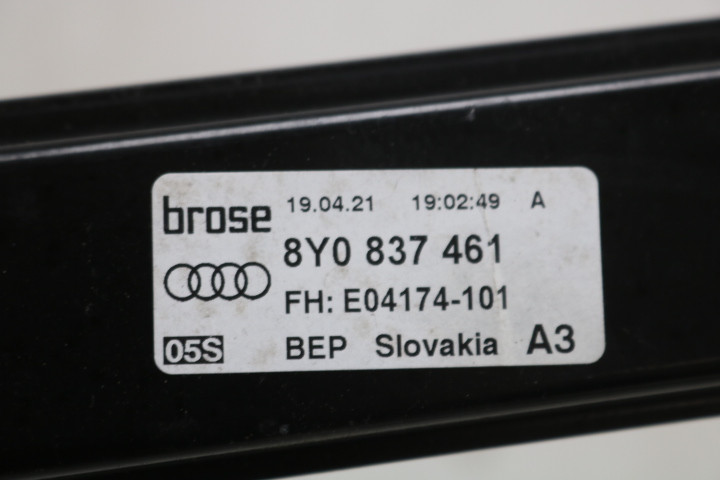 brose 19.04.21 19:02:49 A
8Y0 837 461
FH: E04174-101
05S BEP Slovakia A3